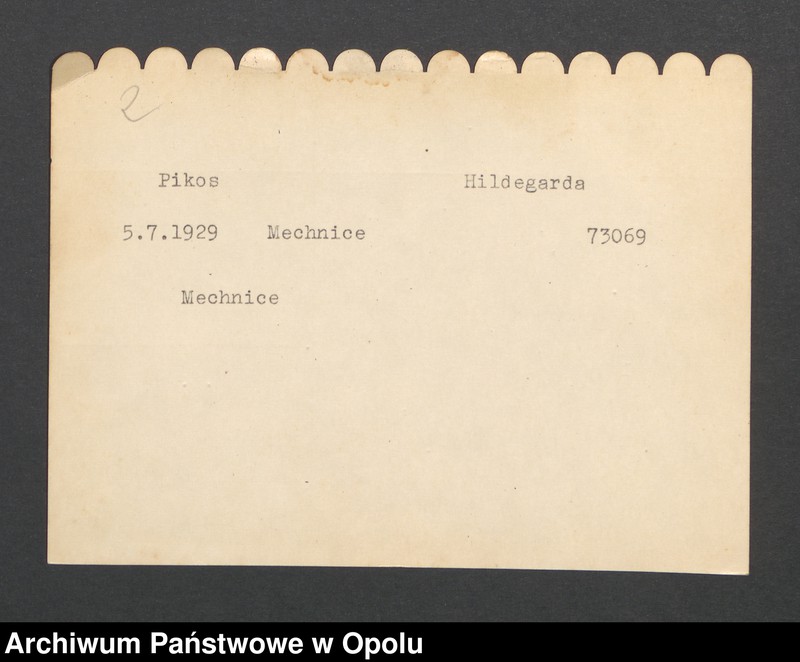 2
Pikos Hildegarda
5.7.1929 Mechnice 73069
Mechnice
Archiwum Państwowe w Opolu